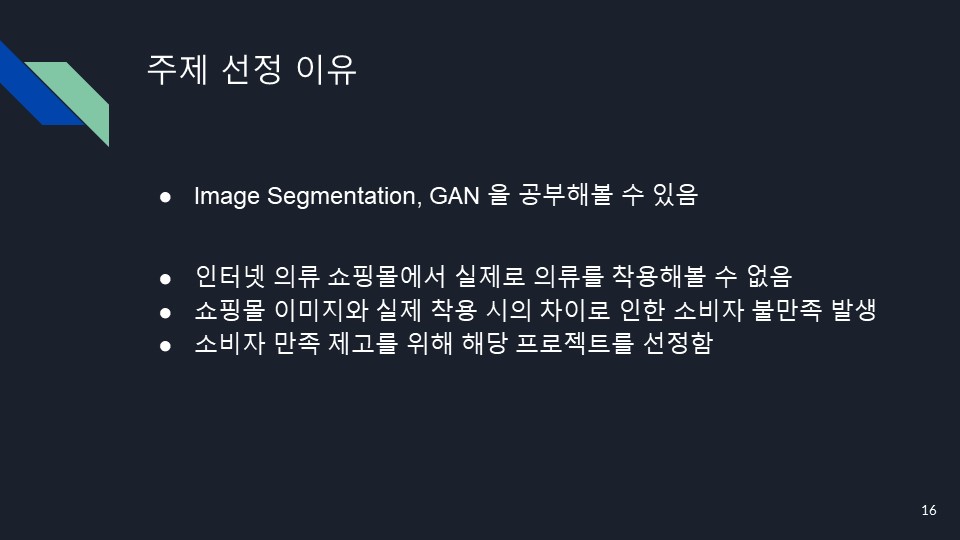 주제 선정 이유
● Image Segmentation, GAN 을 공부해볼 수 있음
● 인터넷 의류 쇼핑몰에서 실제로 의류를 착용해볼 수 없음
● 쇼핑몰 이미지와 실제 착용 시의 차이로 인한 소비자 불만족 발생
● 소비자 만족 제고를 위해 해당 프로젝트를 선정함
16